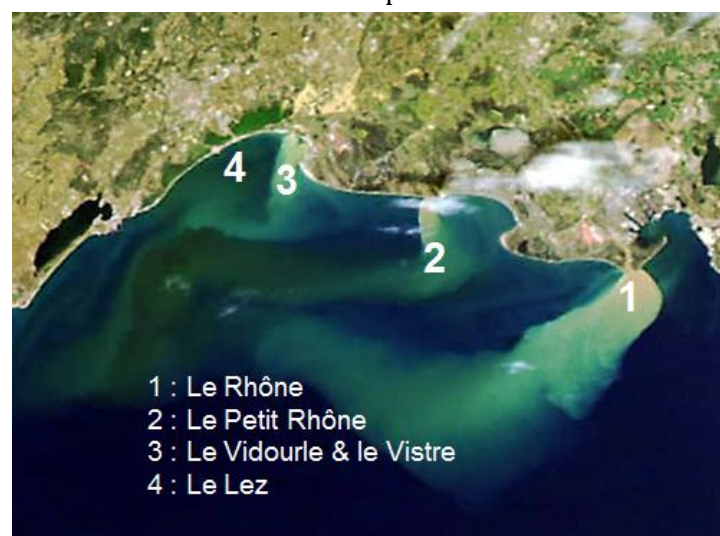 4
3
2
1
1 : Le Rhône
2 : Le Petit Rhône
3 : Le Vidourle & le Vistre
4 : Le Lez